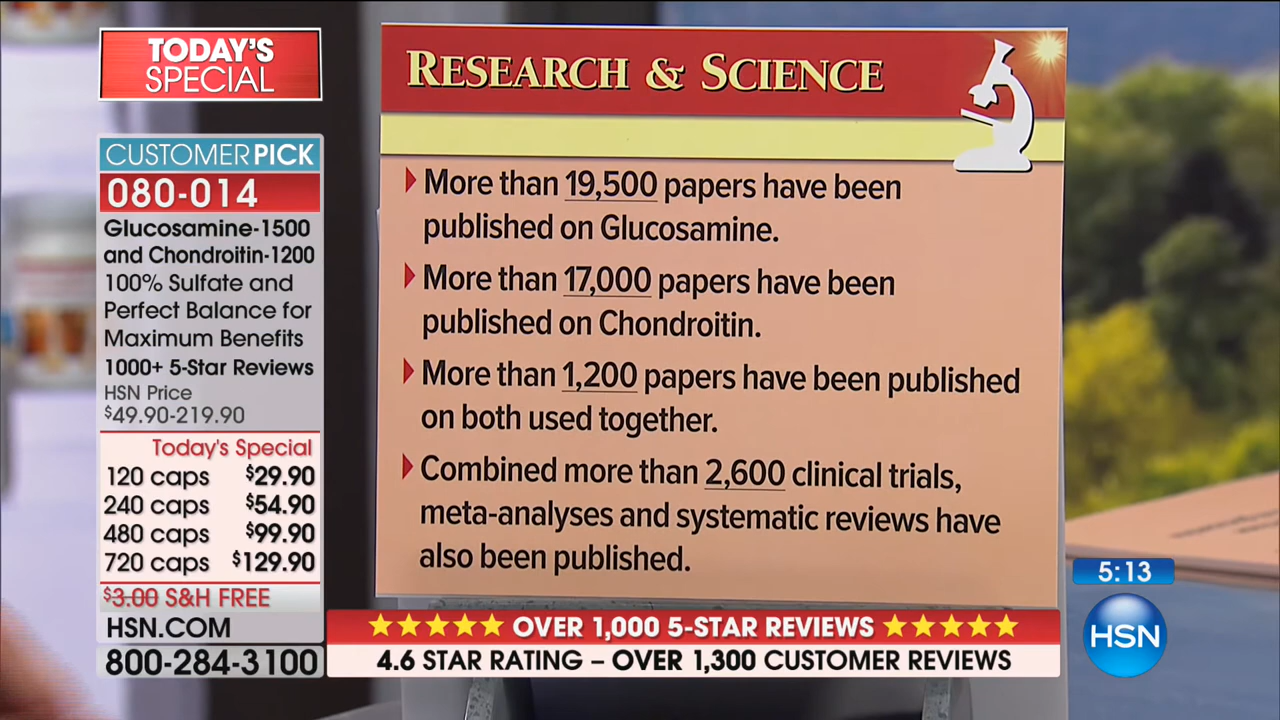 TODAY'S
SPECIAL
CUSTOMERPICK
080-014
Glucosamine-1500
and Chondroitin-1200
100% Sulfate and
Perfect Balance for
Maximum Benefits
1000+ 5-Star Reviews
HSN Price
$49.90-219.90
Today's Special
120 caps $29.90
240 caps $54.90
480 caps $99.90
720 caps $129.90
$3.00 S&H FREE
HSN.COM
800-284-3100
RESEARCH & SCIENCE
More than 19,500 papers have been
published on Glucosamine.
More than 17,000 papers have been
published on Chondroitin.
More than 1,200 papers have been published
on both used together.
Combined more than 2,600 clinical trials,
meta-analyses and systematic reviews have
also been published.
OVER 1,000 5-STAR REVIEWS
4.6 STAR RATING – OVER 1,300 CUSTOMER REVIEWS
5:13
HSN